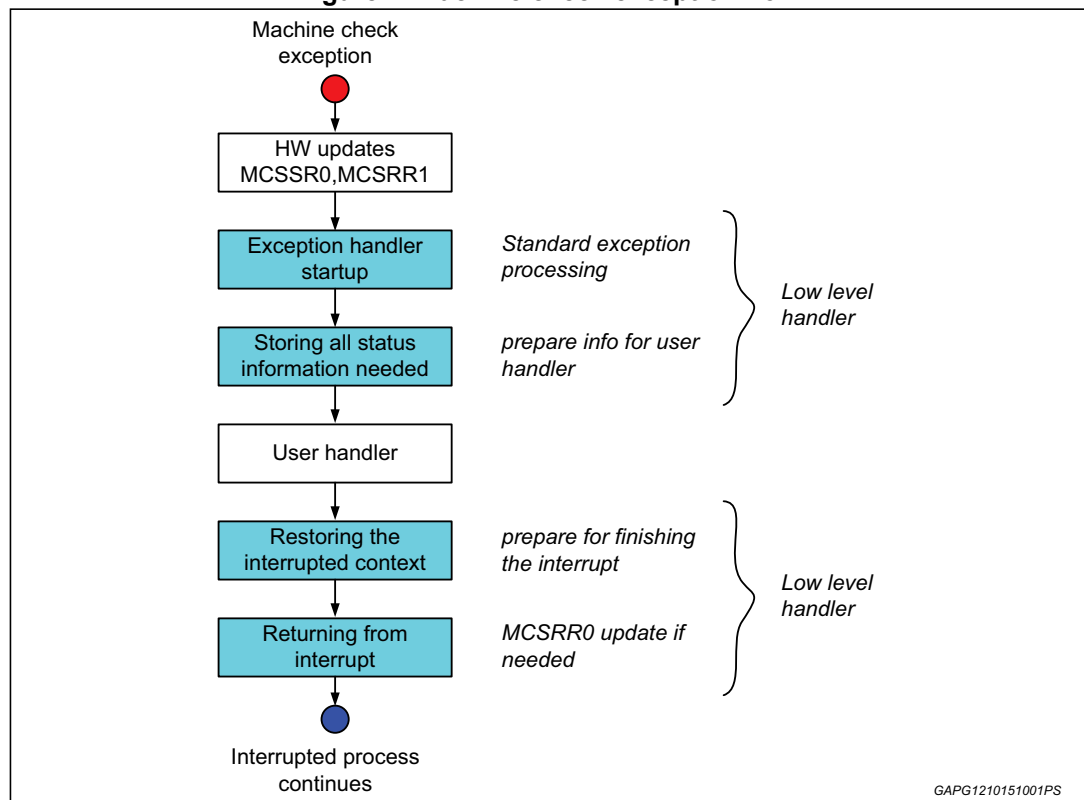 Machine check
exception
HW updates
MCSSR0,MCSRR1
Exception handler
startup
Standard exception
processing
Low level
handler
Storing all status
information needed
prepare info for user
handler
User handler
Restoring the
interrupted context
prepare for finishing
the interrupt
Low level
handler
Returning from
interrupt
MCSRR0 update if
needed
Interrupted process
continues
GAPG1210151001PS